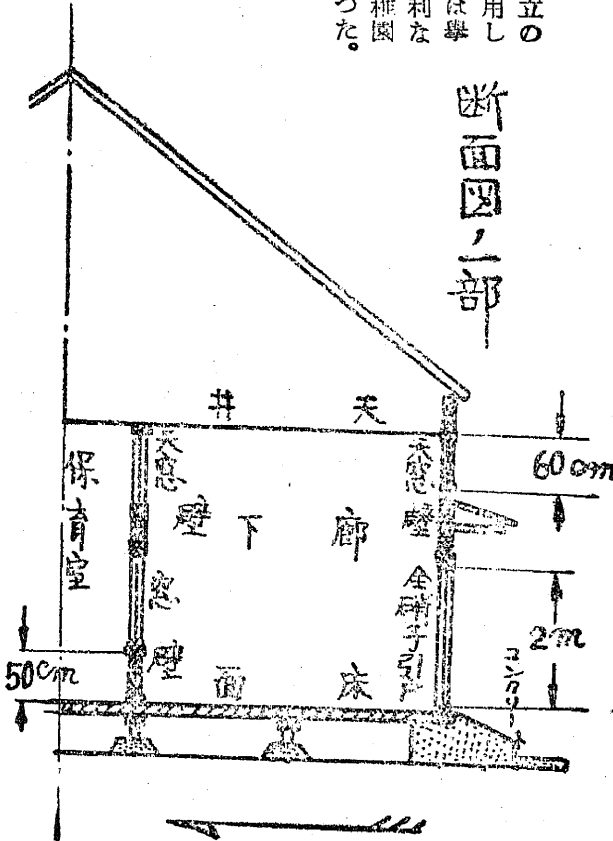 立の
用し
は擧
利な
稚園
つた。
断面図ノ一部
天井
60cm
天窓
壁
全硝子引戸
2m
コンクリート
廊下
床面
天窓
壁
窓
壁
保育室
50cm